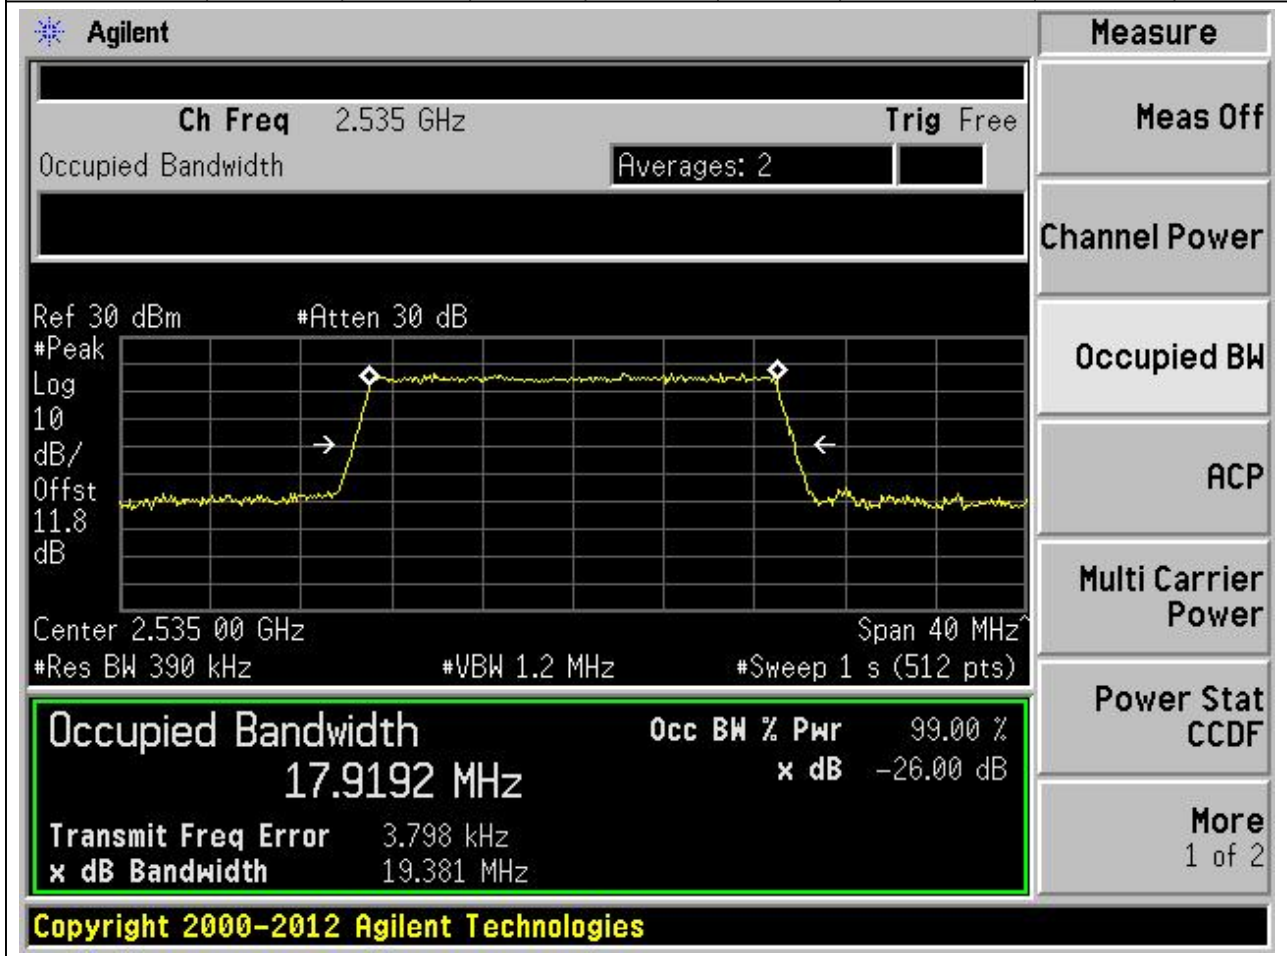 Agilent
Measure
Ch Freq 2.535 GHz Trig Free
Meas Off
Occupied Bandwidth Averages: 2
Channel Power
Ref 30 dBm #Atten 30 dB
#Peak
Log
10
dB/
Offst
11.8
dB
Occupied BW
ACP
Center 2.535 00 GHz Span 40 MHz^
#Res BW 390 kHz #VBW 1.2 MHz #Sweep 1 s (512 pts)
Multi Carrier
Power
Occupied Bandwidth Occ BW % Pwr 99.00 %
17.9192 MHz x dB -26.00 dB
Power Stat
CCDF
Transmit Freq Error 3.798 kHz
x dB Bandwidth 19.381 MHz
More
1 of 2
Copyright 2000-2012 Agilent Technologies